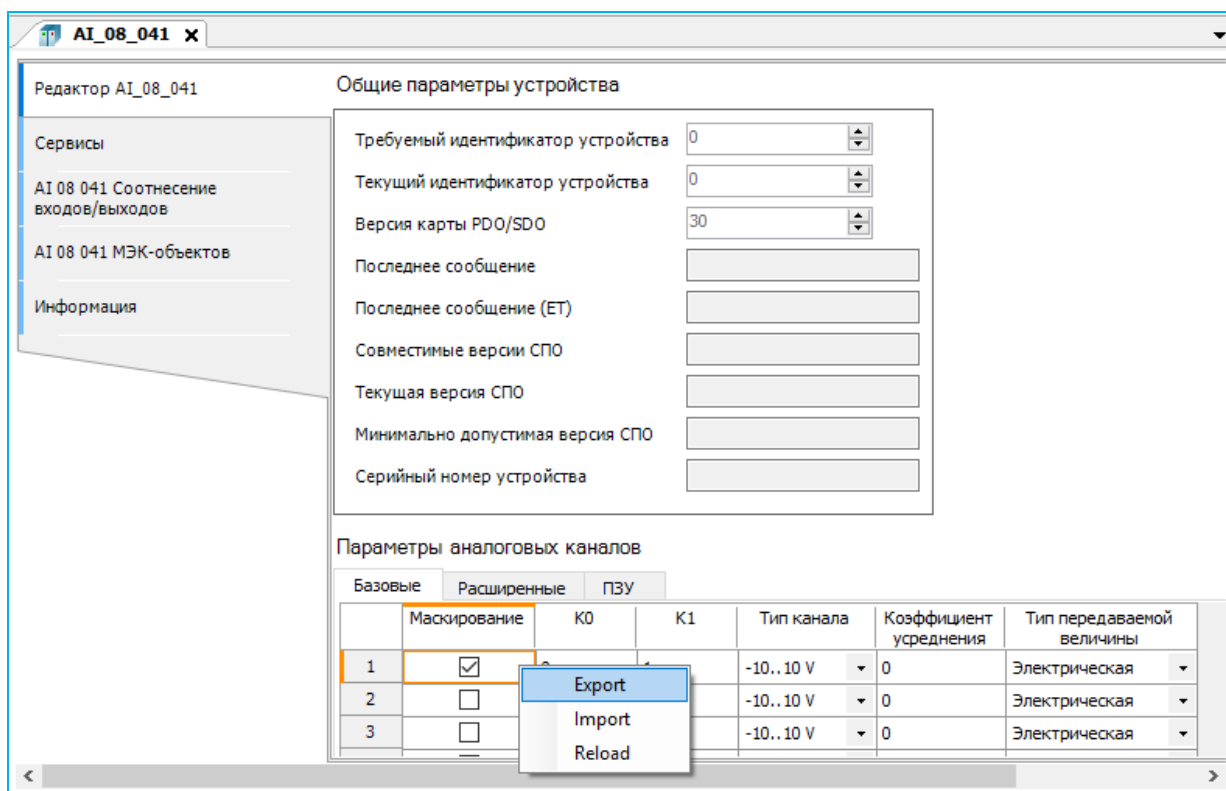 AI_08_041
Редактор AI_08_041
Сервисы
AI 08 041 Соотнесение
входов/выходов
AI 08 041 МЭК-объектов
Информация
Общие параметры устройства
Требуемый идентификатор устройства 0
Текущий идентификатор устройства 0
Версия карты PDO/SDO 30
Последнее сообщение
Последнее сообщение (ET)
Совместимые версии СПО
Текущая версия СПО
Минимально допустимая версия СПО
Серийный номер устройства
Параметры аналоговых каналов
Базовые Расширенные ПЗУ
Маскирование K0 K1 Тип канала Коэффициент усреднения Тип передаваемой величины
1 -10..10 V 0 Электрическая
2 -10..10 V 0 Электрическая
3 -10..10 V 0 Электрическая
Export
Import
Reload